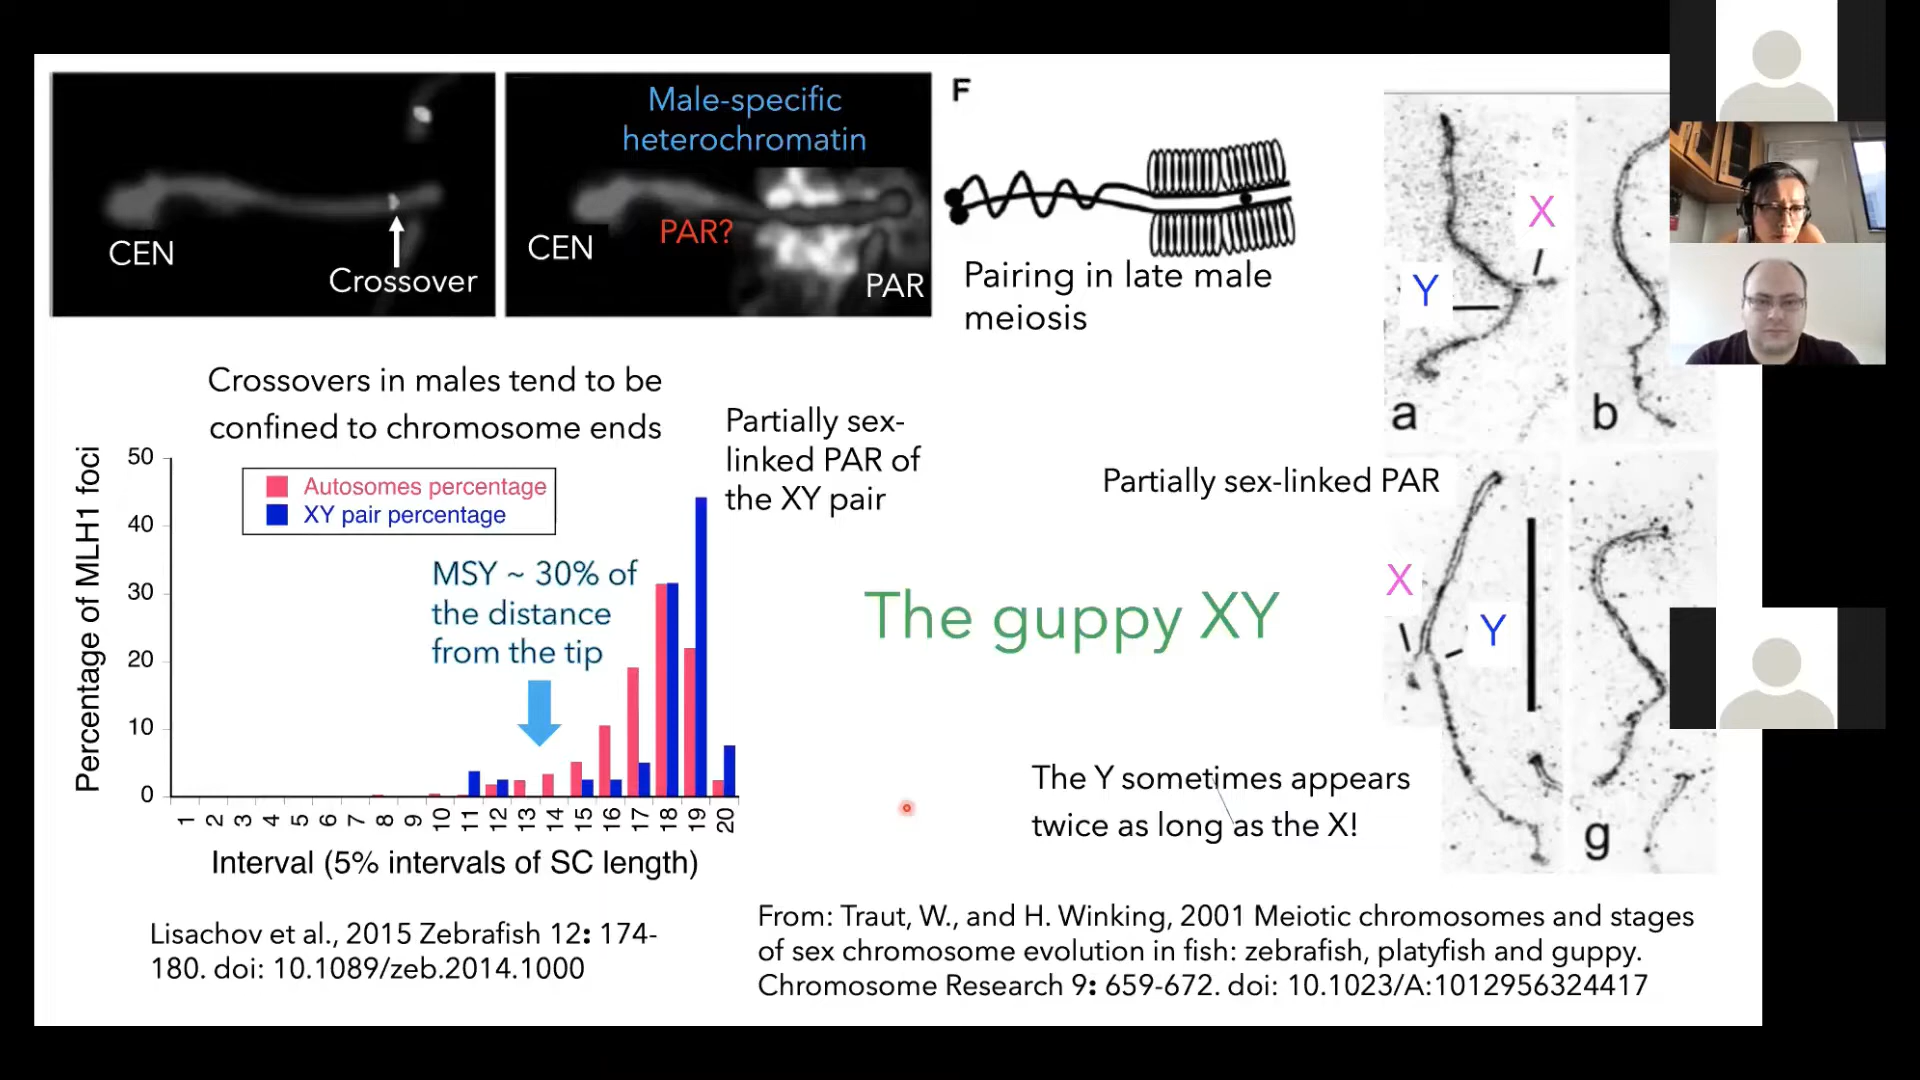 CEN
Crossover
Male-specific
heterochromatin
PAR?
CEN
PAR
F
Pairing in late male
meiosis
X
Y
a
b
Crossovers in males tend to be
confined to chromosome ends
Percentage of MLH1 foci
50
40
30
20
10
0
Autosomes percentage
XY pair percentage
MSY ~ 30% of
the distance
from the tip
1
2
3
4
5
6
7
8
9
10
11
12
13
14
15
16
17
18
19
20
Interval (5% intervals of SC length)
Partially sex-
linked PAR of
the XY pair
Partially sex-linked PAR
X
Y
The guppy XY
The Y sometimes appears
twice as long as the X!
g
Lisachov et al., 2015 Zebrafish 12: 174-
180. doi: 10.1089/zeb.2014.1000
From: Traut, W., and H. Winking, 2001 Meiotic chromosomes and stages
of sex chromosome evolution in fish: zebrafish, platyfish and guppy.
Chromosome Research 9: 659-672. doi: 10.1023/A:1012956324417